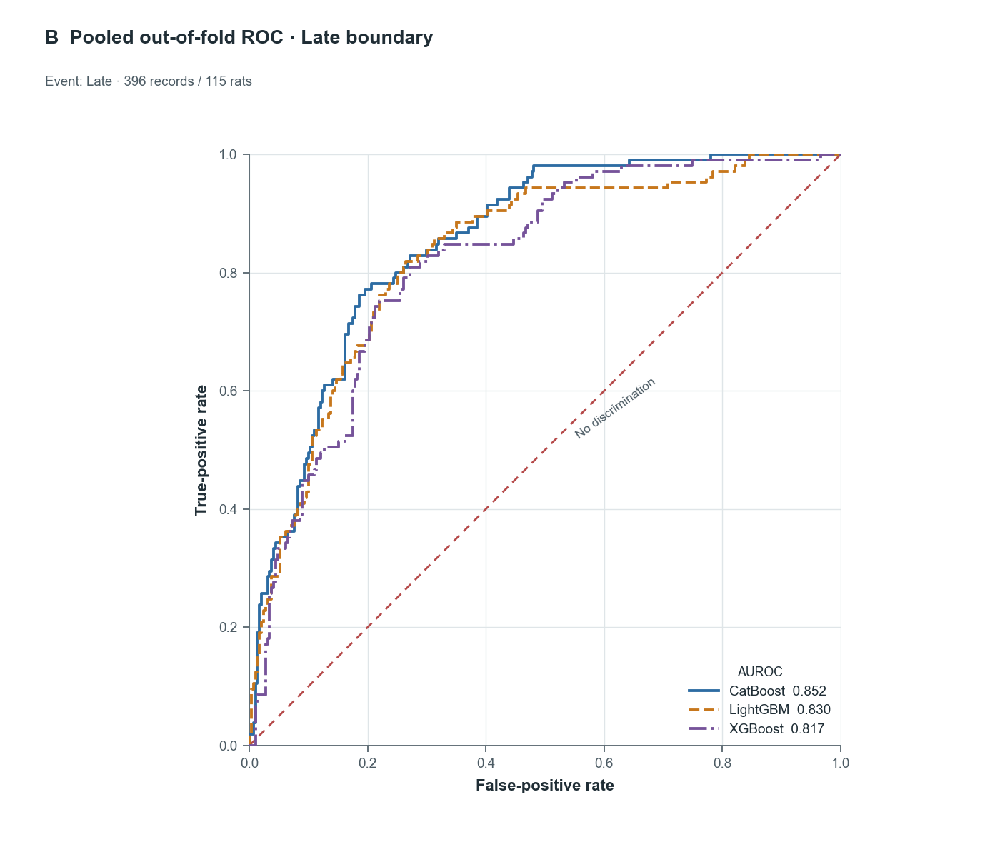 B  Pooled out-of-fold ROC · Late boundary
Event: Late · 396 records / 115 rats
1.0
0.8
0.6
0.4
0.2
0.0
True-positive rate
No discrimination
AUROC
CatBoost 0.852
LightGBM 0.830
XGBoost 0.817
0.0 0.2 0.4 0.6 0.8 1.0
False-positive rate